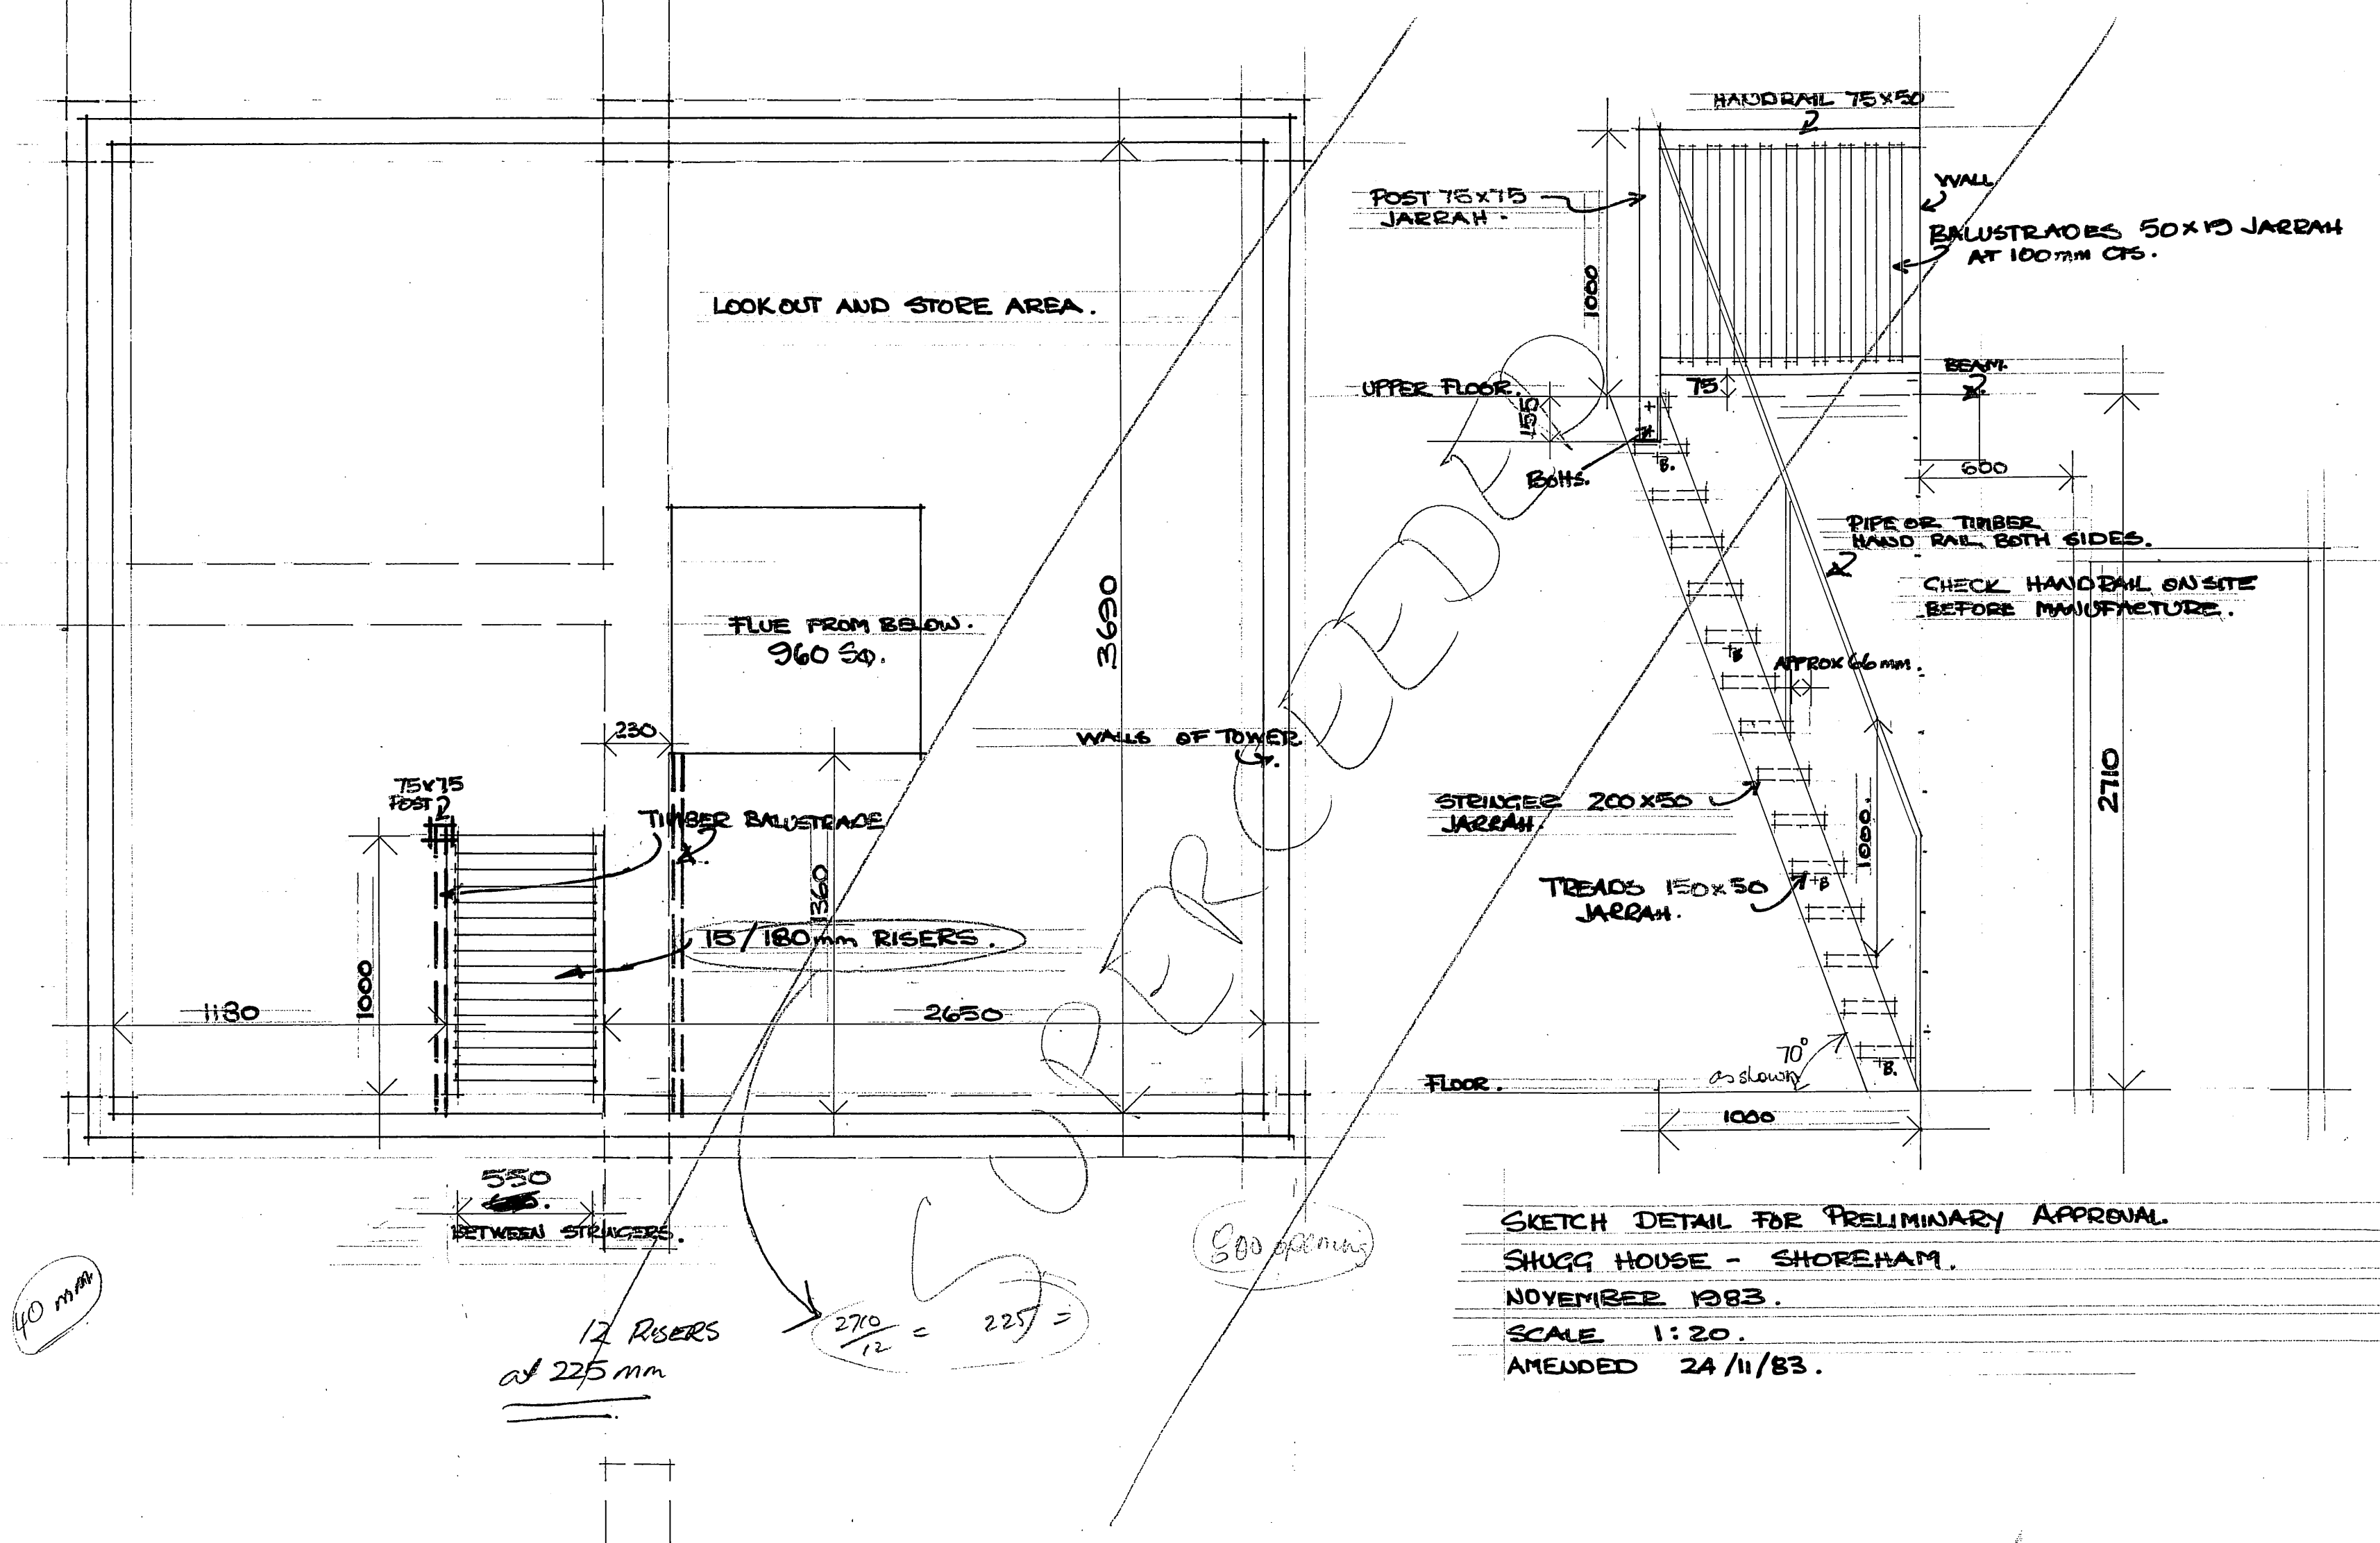 LOOKOUT AND STORE AREA.
FLUE FROM BELOW.
960 SQ.
3690
230
WALLS OF TOWER
75x75
POST
TIMBER BALUSTRADE
1360
15/180mm RISERS.
1000
1180
2650
550
BETWEEN STRINGERS.
40 mm
12 RISERS
at 225 mm
2710
12
= 225 =
opening
SUPERCEEDED
HANDRAIL 75x50
POST 75x75
JARRAH.
WALL
BALUSTRADES 50x19 JARRAH
AT 100mm CTS.
1000
UPPER FLOOR.
155
75
BEAM.
B.
Bolts.
600
PIPE OR TIMBER
HAND RAIL BOTH SIDES.
CHECK HANDRAIL ON SITE
BEFORE MANUFACTURE.
B
APPROX 66mm.
STRINGER 200x50
JARRAH.
1000.
2710
TREADS 150x50
JARRAH.
B
70°
as shown
B.
FLOOR.
1000
SKETCH DETAIL FOR PRELIMINARY APPROVAL.
SHUGG HOUSE - SHOREHAM.
NOVEMBER 1983.
SCALE 1:20.
AMENDED 24/11/83.